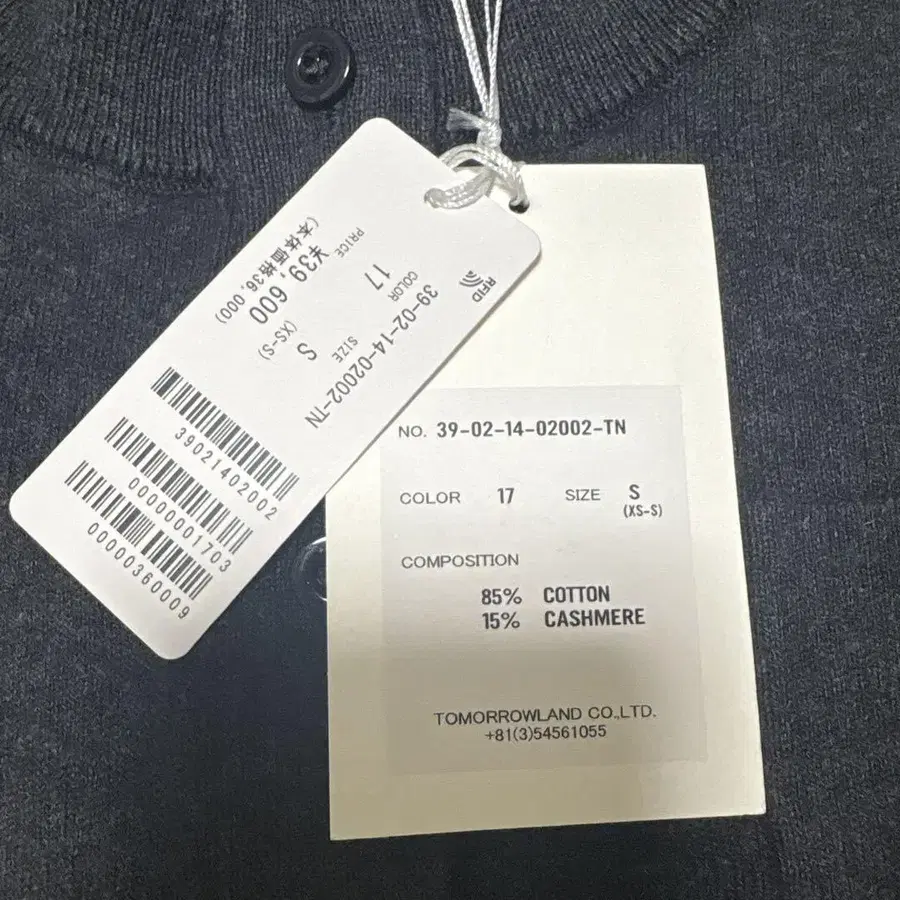 RFID
39-02-14-02002-TN
COLOR
SIZE
17
S
(XS-S)
PRICE
¥39,600
(本体価格36,000)
39021402002
0000001703
00000360009
NO. 39-02-14-02002-TN
COLOR 17 SIZE S
(XS-S)
COMPOSITION
85% COTTON
15% CASHMERE
TOMORROWLAND CO.,LTD.
+81(3)54561055